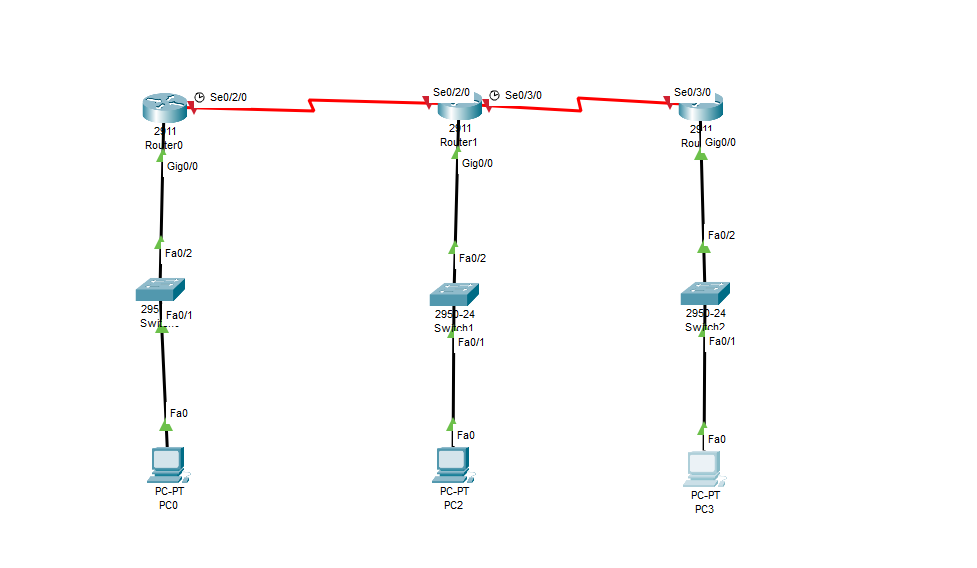 Se0/2/0
Se0/2/0
Se0/3/0
Se0/3/0
2911
Router0
2911
Router1
2911
Gig0/0
Gig0/0
Gig0/0
Fa0/2
Fa0/2
Fa0/2
Fa0/1
2950-24
Switch1
Fa0/1
2950-24
Switch2
Fa0/1
Fa0
Fa0
Fa0
PC-PT
PC0
PC-PT
PC2
PC-PT
PC3